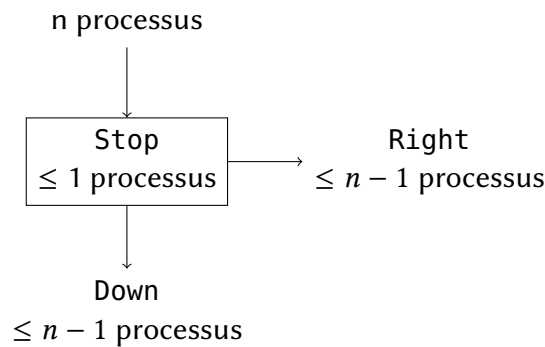 n processus
Stop
≤ 1 processus
Right
≤ n − 1 processus
Down
≤ n − 1 processus